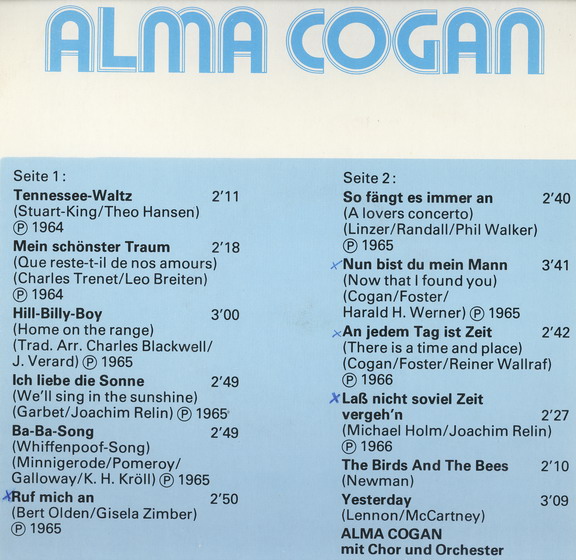 ALMA COGAN
Seite 1:
Tennessee-Waltz 2'11
(Stuart-King/Theo Hansen)
Ⓟ 1964
Mein schönster Traum 2'18
(Que reste-t-il de nos amours)
(Charles Trenet/Leo Breiten)
Ⓟ 1964
Hill-Billy-Boy 3'00
(Home on the range)
(Trad. Arr. Charles Blackwell/
J. Verard) Ⓟ 1965
Ich liebe die Sonne 2'49
(We'll sing in the sunshine)
(Garbet/Joachim Relin) Ⓟ 1965
Ba-Ba-Song 2'49
(Whiffenpoof-Song)
(Minnigerode/Pomeroy/
Galloway/K. H. Kröll) Ⓟ 1965
Ruf mich an 2'50
(Bert Olden/Gisela Zimber)
Ⓟ 1965
Seite 2:
So fängt es immer an 2'40
(A lovers concerto)
(Linzer/Randall/Phil Walker)
Ⓟ 1965
Nun bist du mein Mann 3'41
(Now that I found you)
(Cogan/Foster/
Harald H. Werner) Ⓟ 1965
An jedem Tag ist Zeit 2'42
(There is a time and place)
(Cogan/Foster/Reiner Wallraf)
Ⓟ 1966
Laß nicht soviel Zeit
vergeh'n 2'27
(Michael Holm/Joachim Relin)
Ⓟ 1966
The Birds And The Bees 2'10
(Newman)
Yesterday 3'09
(Lennon/McCartney)
ALMA COGAN
mit Chor und Orchester